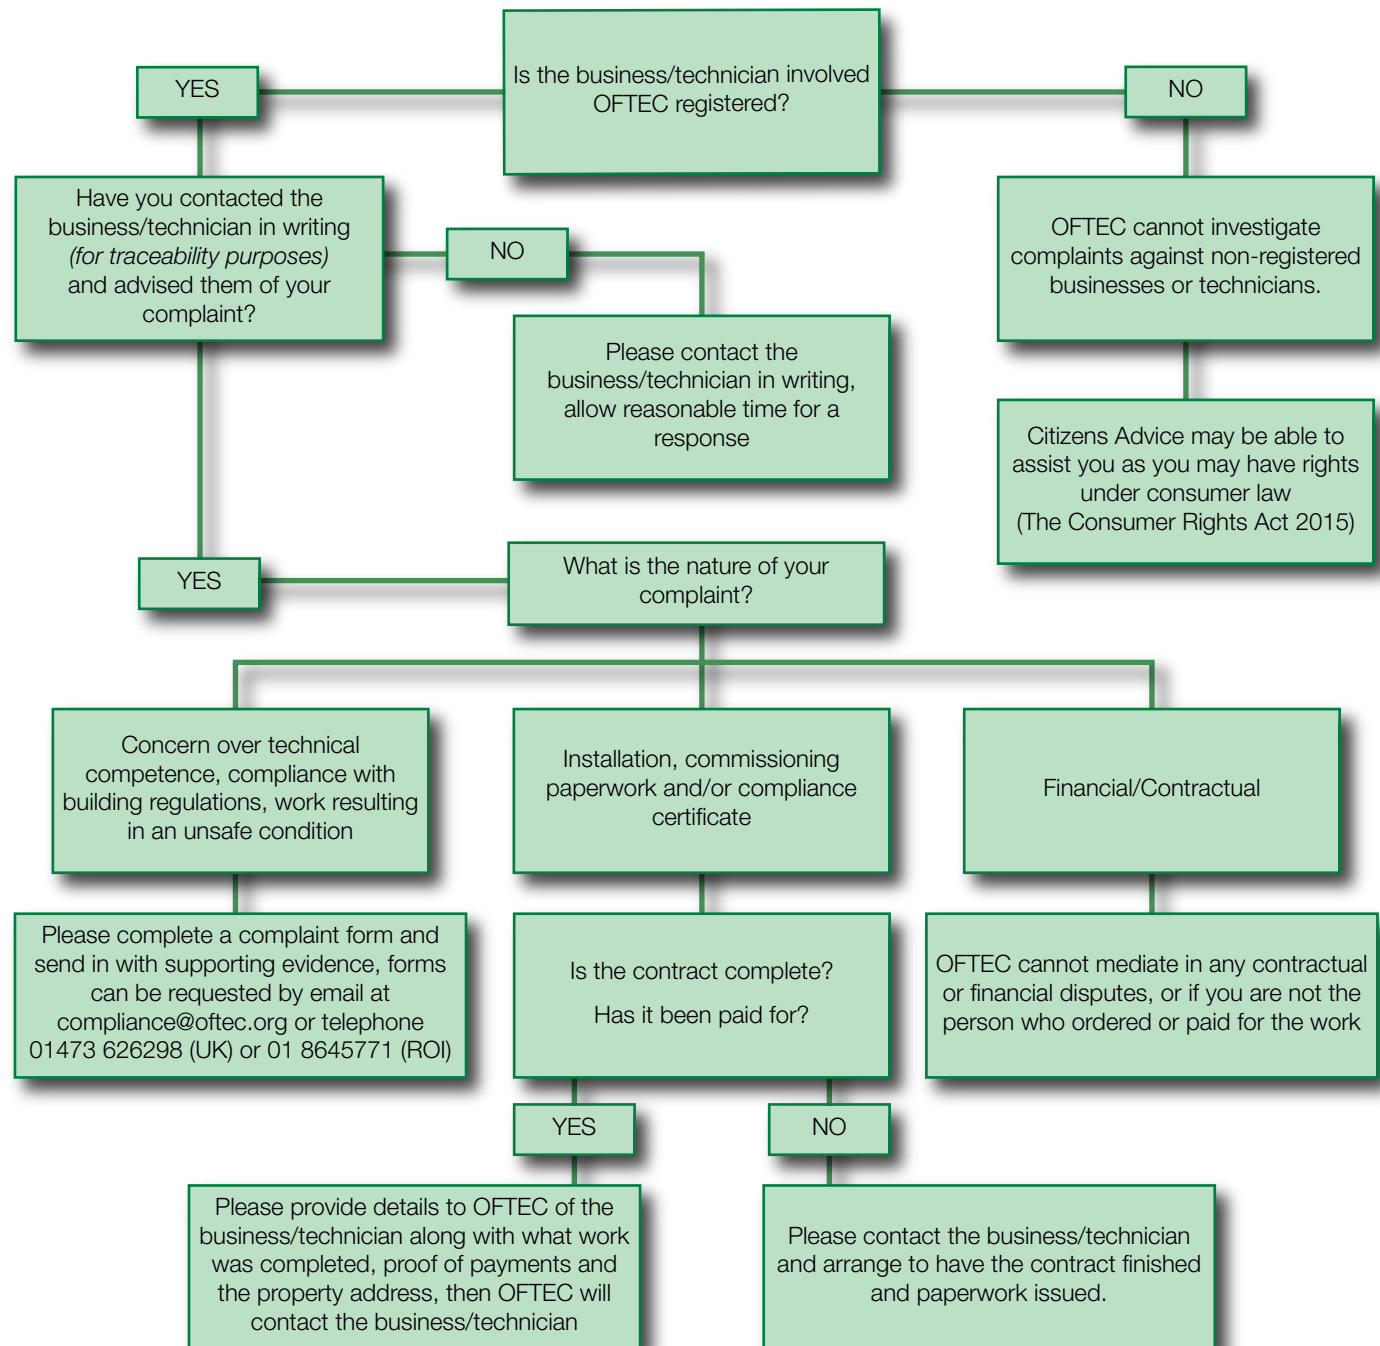 Is the business/technician involved
OFTEC registered?
YES
NO
Have you contacted the
business/technician in writing
(for traceability purposes)
and advised them of your
complaint?
NO
OFTEC cannot investigate
complaints against non-registered
businesses or technicians.
Please contact the
business/technician in writing,
allow reasonable time for a
response
Citizens Advice may be able to
assist you as you may have rights
under consumer law
(The Consumer Rights Act 2015)
YES
What is the nature of your
complaint?
Concern over technical
competence, compliance with
building regulations, work resulting
in an unsafe condition
Installation, commissioning
paperwork and/or compliance
certificate
Financial/Contractual
Please complete a complaint form and
send in with supporting evidence, forms
can be requested by email at
compliance@oftec.org or telephone
01473 626298 (UK) or 01 8645771 (ROI)
Is the contract complete?
Has it been paid for?
OFTEC cannot mediate in any contractual
or financial disputes, or if you are not the
person who ordered or paid for the work
YES
NO
Please provide details to OFTEC of the
business/technician along with what work
was completed, proof of payments and
the property address, then OFTEC will
contact the business/technician
Please contact the business/technician
and arrange to have the contract finished
and paperwork issued.